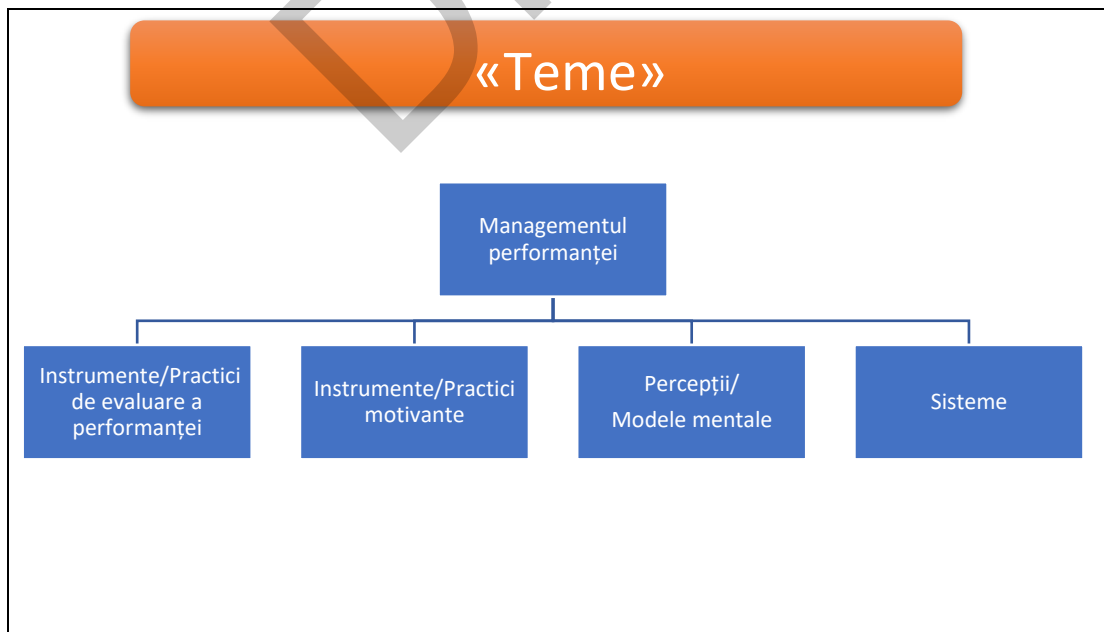 «Teme»
Managementul
performanței
Instrumente/Practici
de evaluare a
performanței
Instrumente/Practici
motivante
Percepții/
Modele mentale
Sisteme